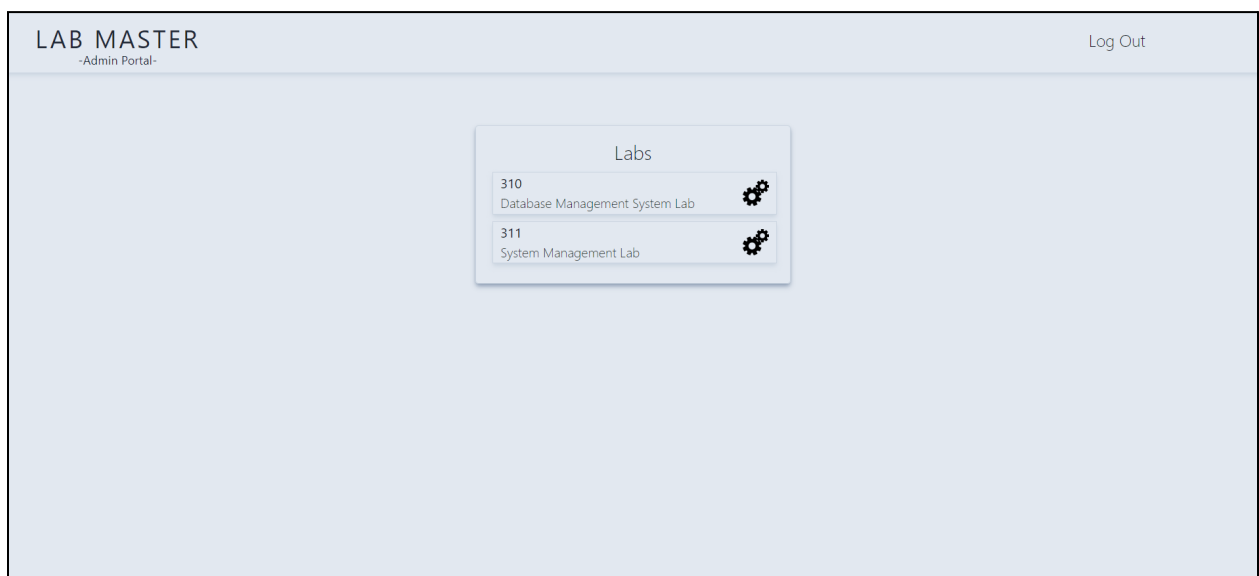 LAB MASTER
-Admin Portal-
Log Out
Labs
310
Database Management System Lab
311
System Management Lab